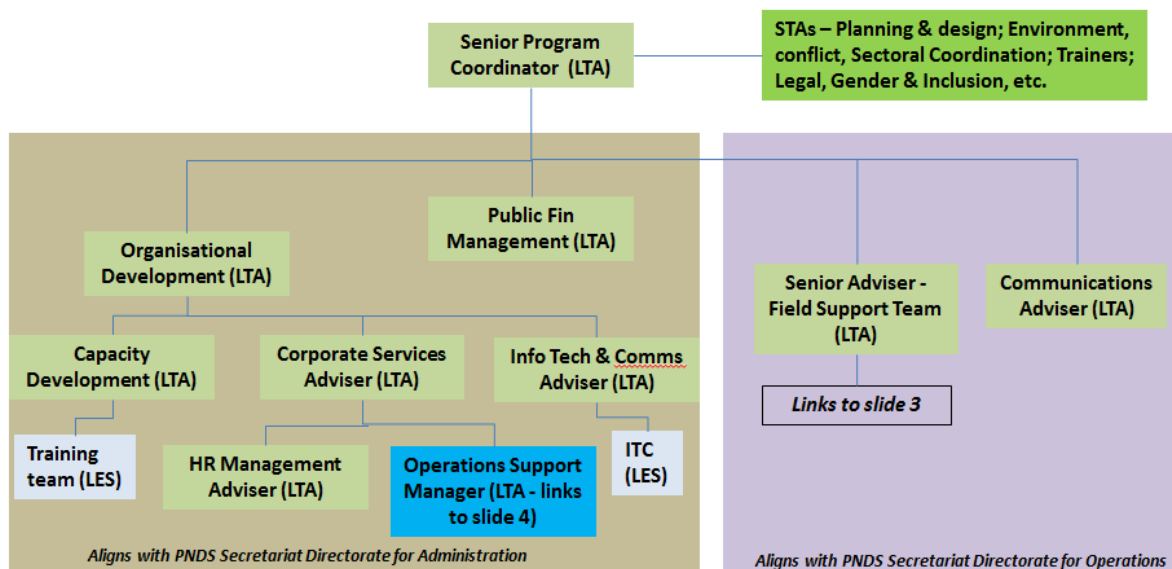 Senior Program
Coordinator (LTA)
STAs – Planning & design; Environment,
conflict, Sectoral Coordination; Trainers;
Legal, Gender & Inclusion, etc.
Public Fin
Management (LTA)
Organisational
Development (LTA)
Senior Adviser -
Field Support Team
(LTA)
Communications
Adviser (LTA)
Capacity
Development (LTA)
Corporate Services
Adviser (LTA)
Info Tech & Comms
Adviser (LTA)
Links to slide 3
Training
team (LES)
HR Management
Adviser (LTA)
Operations Support
Manager (LTA - links
to slide 4)
ITC
(LES)
Aligns with PNDS Secretariat Directorate for Administration
Aligns with PNDS Secretariat Directorate for Operations